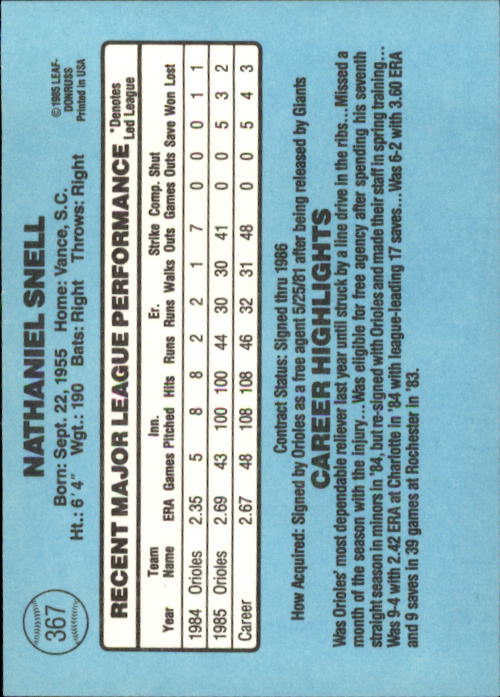 367
NATHANIEL SNELL
©1985 LEAF-
DONRUSS
Printed in USA
Born: Sept. 22, 1955 Home: Vance, S.C.
Ht.: 6'4" Wgt.: 190 Bats: Right Throws: Right
RECENT MAJOR LEAGUE PERFORMANCE *Denotes Led League
Team Inn. Er. Strike Comp. Shut
Year Name ERA Games Pitched Hits Runs Runs Walks Outs Games Outs Save Won Lost
1984 Orioles 2.35 5 8 8 2 2 1 7 0 0 0 1 1
1985 Orioles 2.69 43 100 100 44 30 30 41 0 0 5 3 2
Career 2.67 48 108 108 46 32 31 48 0 0 5 4 3
Contract Status: Signed thru 1986
How Acquired: Signed by Orioles as a free agent 5/25/81 after being released by Giants
CAREER HIGHLIGHTS
Was Orioles' most dependable reliever last year until struck by a line drive in the ribs...Missed a
month of the season with the injury...Was eligible for free agency after spending his seventh
straight season in minors in '84, but re-signed with Orioles and made their staff in spring training...
Was 9-4 with 2.42 ERA at Charlotte in '84 with league-leading 17 saves...Was 6-2 with 3.60 ERA
and 9 saves in 39 games at Rochester in '83.